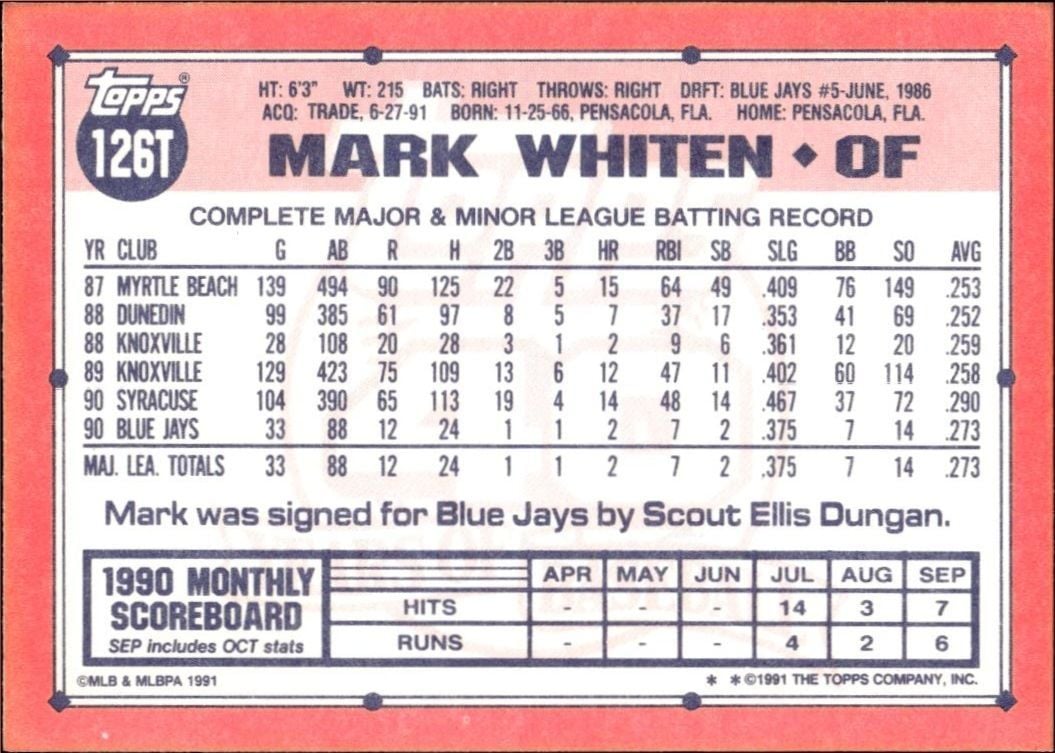 Topps®
126T
HT: 6'3" WT: 215 BATS: RIGHT THROWS: RIGHT DRFT: BLUE JAYS #5-JUNE, 1986
ACQ: TRADE, 6-27-91 BORN: 11-25-66, PENSACOLA, FLA. HOME: PENSACOLA, FLA.
MARK WHITEN ◆ OF
COMPLETE MAJOR & MINOR LEAGUE BATTING RECORD
YR CLUB G AB R H 2B 3B HR RBI SB SLG BB SO AVG
87 MYRTLE BEACH 139 494 90 125 22 5 15 64 49 .409 76 149 .253
88 DUNEDIN 99 385 61 97 8 5 7 37 17 .353 41 69 .252
88 KNOXVILLE 28 108 20 28 3 1 2 9 6 .361 12 20 .259
89 KNOXVILLE 129 423 75 109 13 6 12 47 11 .402 60 114 .258
90 SYRACUSE 104 390 65 113 19 4 14 48 14 .467 37 72 .290
90 BLUE JAYS 33 88 12 24 1 1 2 7 2 .375 7 14 .273
MAJ. LEA. TOTALS 33 88 12 24 1 1 2 7 2 .375 7 14 .273
Mark was signed for Blue Jays by Scout Ellis Dungan.
1990 MONTHLY
SCOREBOARD
SEP includes OCT stats
APR MAY JUN JUL AUG SEP
HITS - - - 14 3 7
RUNS - - - 4 2 6
©MLB & MLBPA 1991
* * ©1991 THE TOPPS COMPANY, INC.